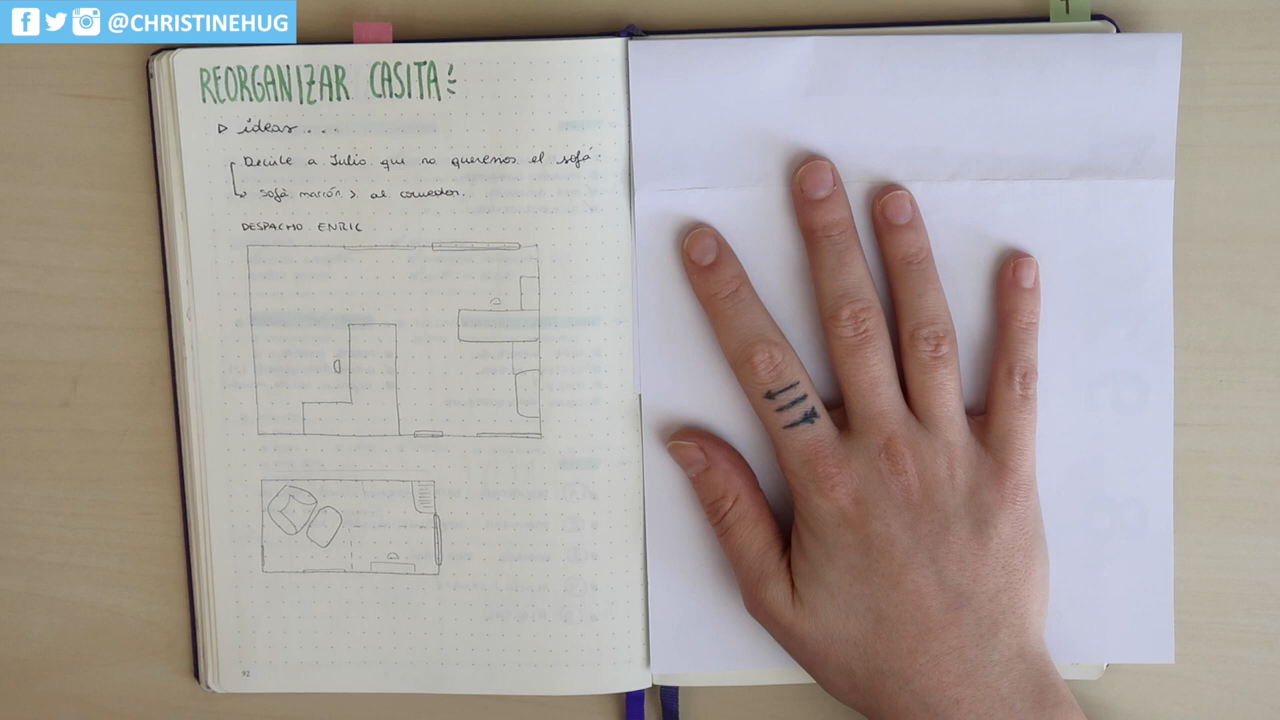 @CHRISTINEHUG
REORGANIZAR CASITA:
ideas...
Decirle a Julio que no queremos el sofá.
sofá marrón > al comedor.
DESPACHO ENRIC
92